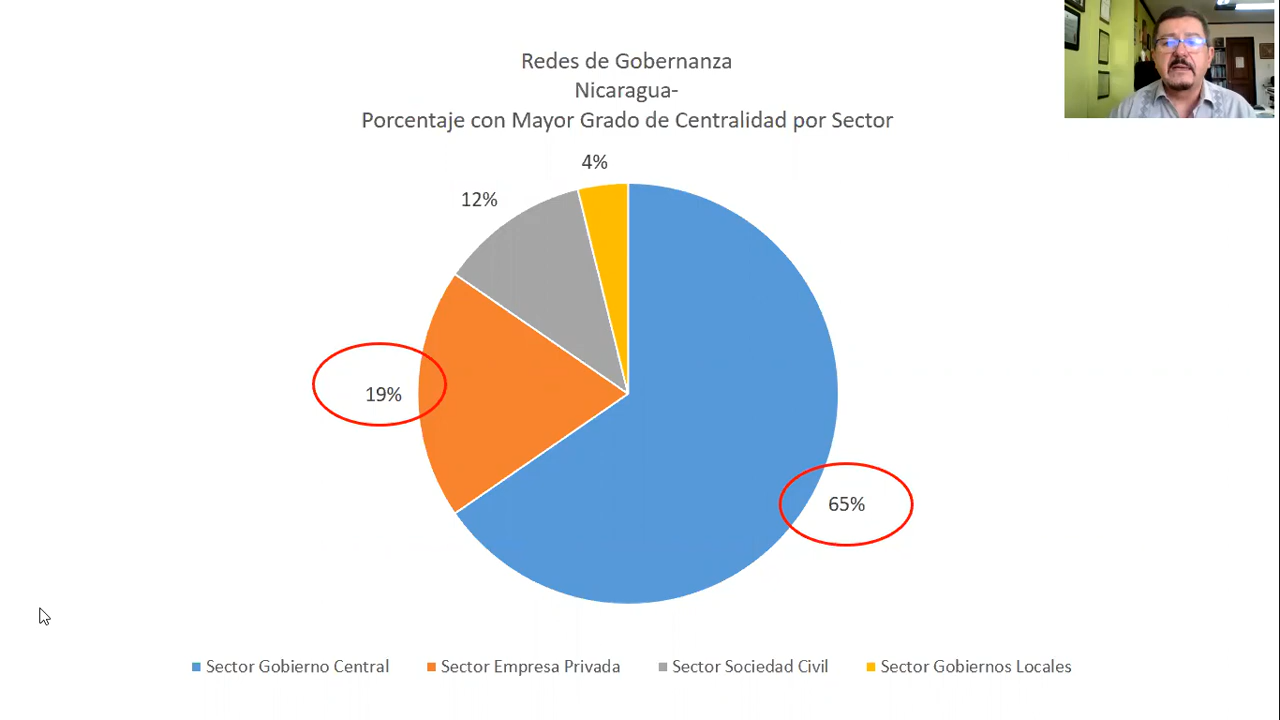 Redes de Gobernanza
Nicaragua-
Porcentaje con Mayor Grado de Centralidad por Sector
4%
12%
19%
65%
Sector Gobierno Central
Sector Empresa Privada
Sector Sociedad Civil
Sector Gobiernos Locales